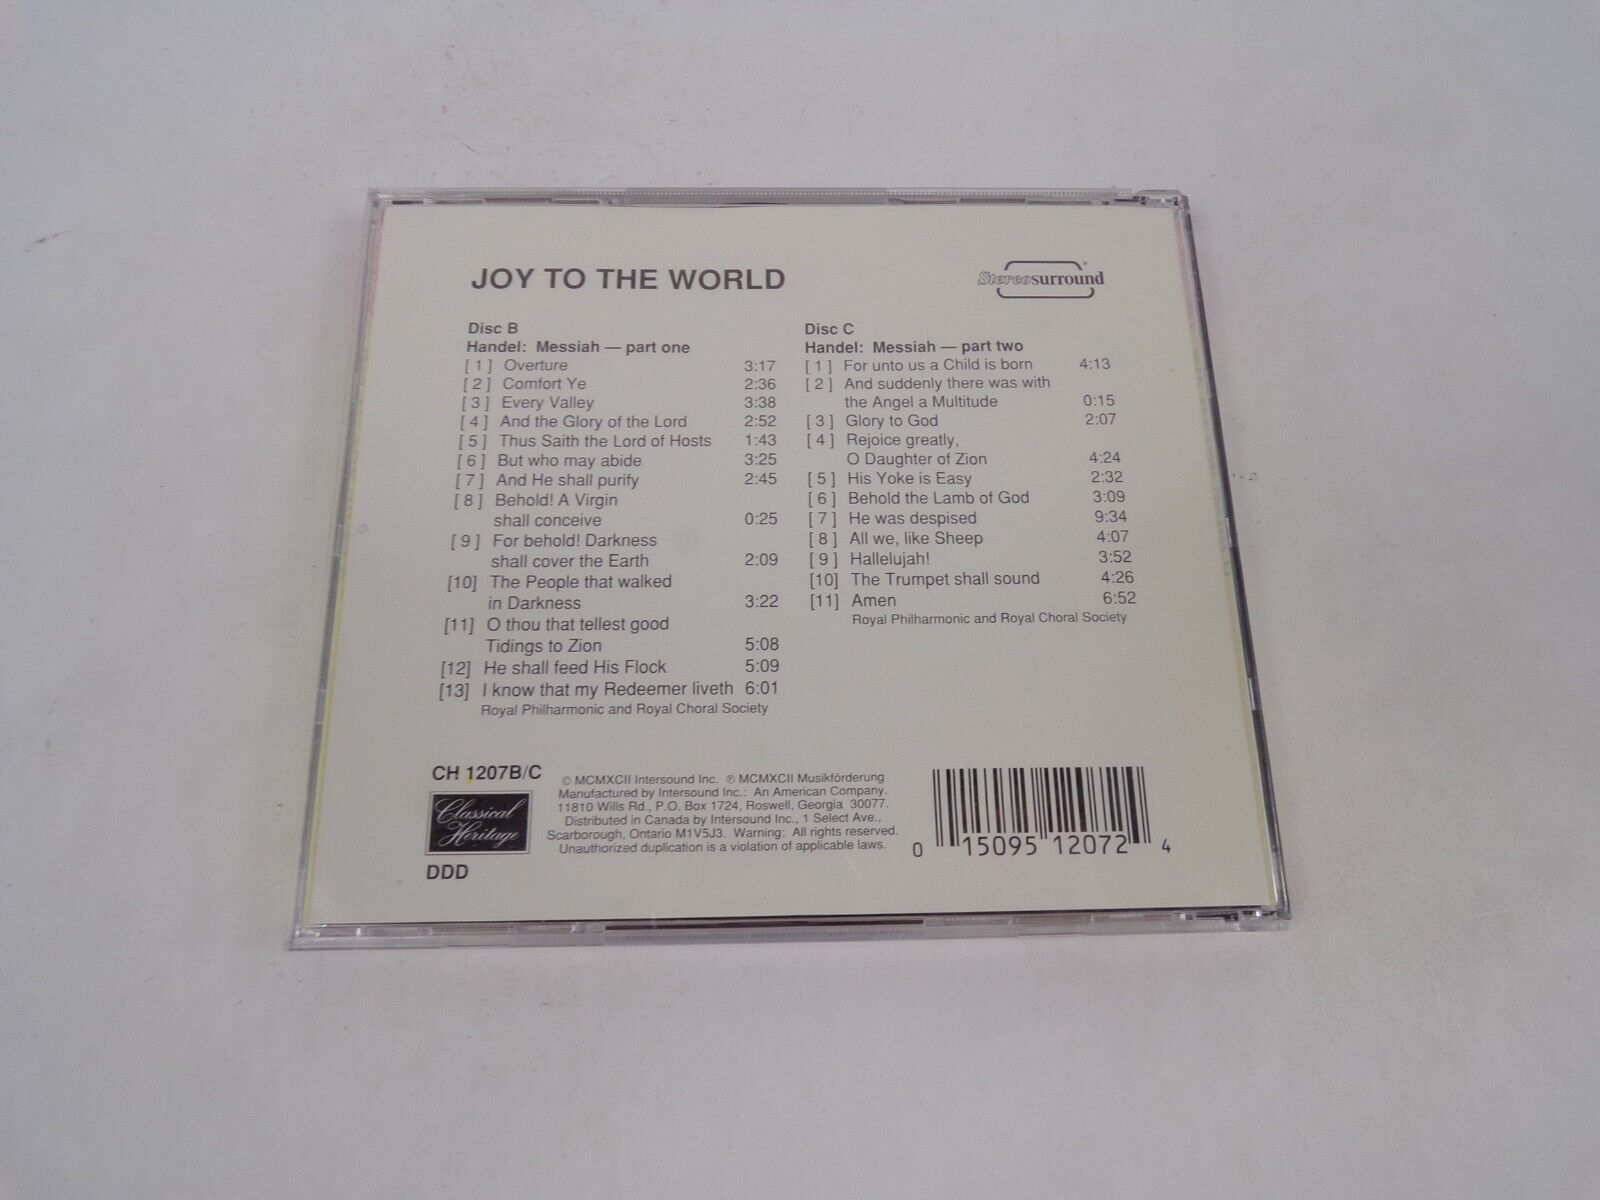 JOY TO THE WORLD
Stereosurround®
Disc B
Handel: Messiah — part one
[ 1 ] Overture 3:17
[ 2 ] Comfort Ye 2:36
[ 3 ] Every Valley 3:38
[ 4 ] And the Glory of the Lord 2:52
[ 5 ] Thus Saith the Lord of Hosts 1:43
[ 6 ] But who may abide 3:25
[ 7 ] And He shall purify 2:45
[ 8 ] Behold! A Virgin
shall conceive 0:25
[ 9 ] For behold! Darkness
shall cover the Earth 2:09
[10] The People that walked
in Darkness 3:22
[11] O thou that tellest good
Tidings to Zion 5:08
[12] He shall feed His Flock 5:09
[13] I know that my Redeemer liveth 6:01
Royal Philharmonic and Royal Choral Society
Disc C
Handel: Messiah — part two
[ 1 ] For unto us a Child is born 4:13
[ 2 ] And suddenly there was with
the Angel a Multitude 0:15
[ 3 ] Glory to God 2:07
[ 4 ] Rejoice greatly,
O Daughter of Zion 4:24
[ 5 ] His Yoke is Easy 2:32
[ 6 ] Behold the Lamb of God 3:09
[ 7 ] He was despised 9:34
[ 8 ] All we, like Sheep 4:07
[ 9 ] Hallelujah! 3:52
[10] The Trumpet shall sound 4:26
[11] Amen 6:52
Royal Philharmonic and Royal Choral Society
CH 1207B/C
Classical
Heritage
DDD
© MCMXCII Intersound Inc. ℗ MCMXCII Musikförderung
Manufactured by Intersound Inc.: An American Company.
11810 Wills Rd., P.O. Box 1724, Roswell, Georgia 30077.
Distributed in Canada by Intersound Inc., 1 Select Ave.,
Scarborough, Ontario M1V5J3. Warning: All rights reserved.
Unauthorized duplication is a violation of applicable laws.
0 15095 12072 4